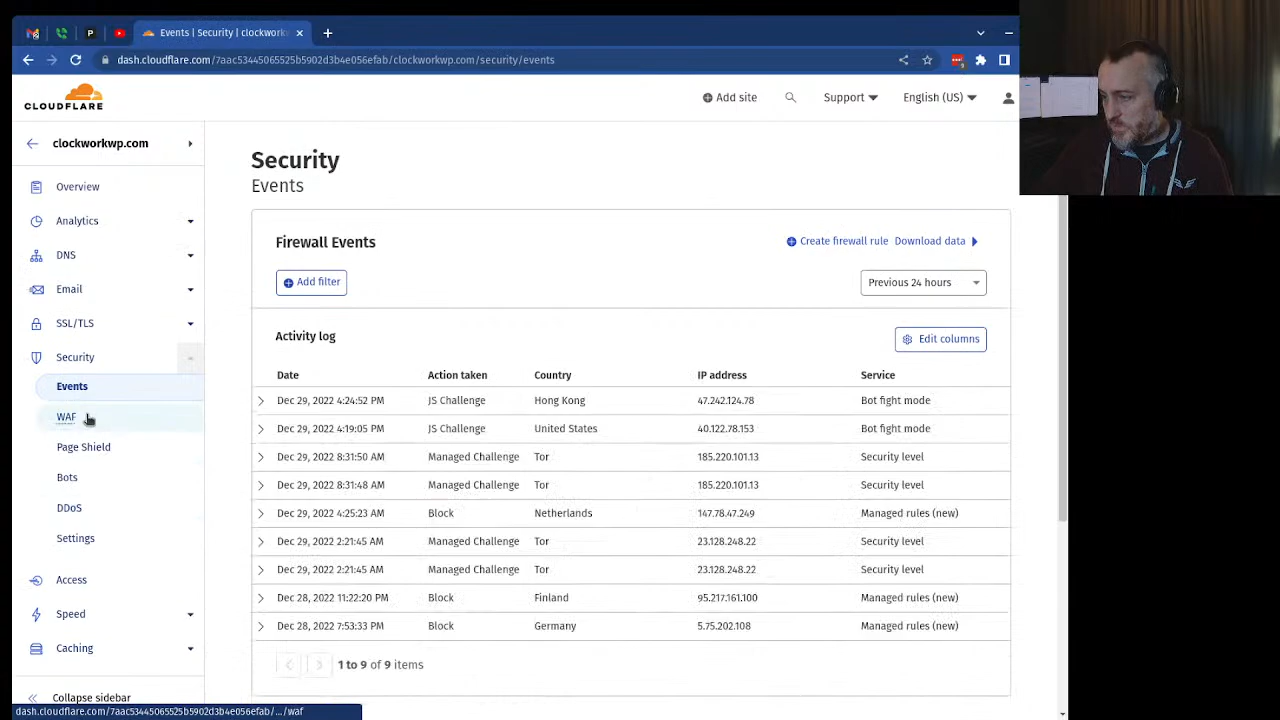 Events | Security | clockwork
dash.cloudflare.com/7aac53445065525b5902d3b4e056efab/clockworkwp.com/security/events
CLOUDFLARE
Add site
Support
English (US)
clockworkwp.com
Overview
Analytics
DNS
Email
SSL/TLS
Security
Events
WAF
Page Shield
Bots
DDoS
Settings
Access
Speed
Caching
Collapse sidebar
Security
Events
Firewall Events
Create firewall rule Download data
Add filter
Previous 24 hours
Activity log
Edit columns
Date Action taken Country IP address Service
Dec 29, 2022 4:24:52 PM JS Challenge Hong Kong 47.242.124.78 Bot fight mode
Dec 29, 2022 4:19:05 PM JS Challenge United States 40.122.78.153 Bot fight mode
Dec 29, 2022 8:31:50 AM Managed Challenge Tor 185.220.101.13 Security level
Dec 29, 2022 8:31:48 AM Managed Challenge Tor 185.220.101.13 Security level
Dec 29, 2022 4:25:23 AM Block Netherlands 147.78.47.249 Managed rules (new)
Dec 29, 2022 2:21:45 AM Managed Challenge Tor 23.128.248.22 Security level
Dec 29, 2022 2:21:45 AM Managed Challenge Tor 23.128.248.22 Security level
Dec 28, 2022 11:22:20 PM Block Finland 95.217.161.100 Managed rules (new)
Dec 28, 2022 7:53:33 PM Block Germany 5.75.202.108 Managed rules (new)
1 to 9 of 9 items
dash.cloudflare.com/7aac53445065525b5902d3b4e056efab/.../waf